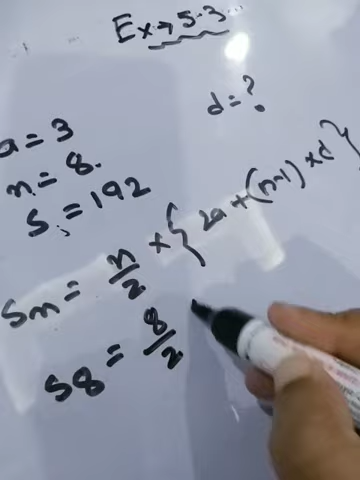 Ex → 5.3
d = ?
a = 3
n = 8.
S = 192
Sn = n/2 × { 2a + (n-1) × d }
S8 = 8/2